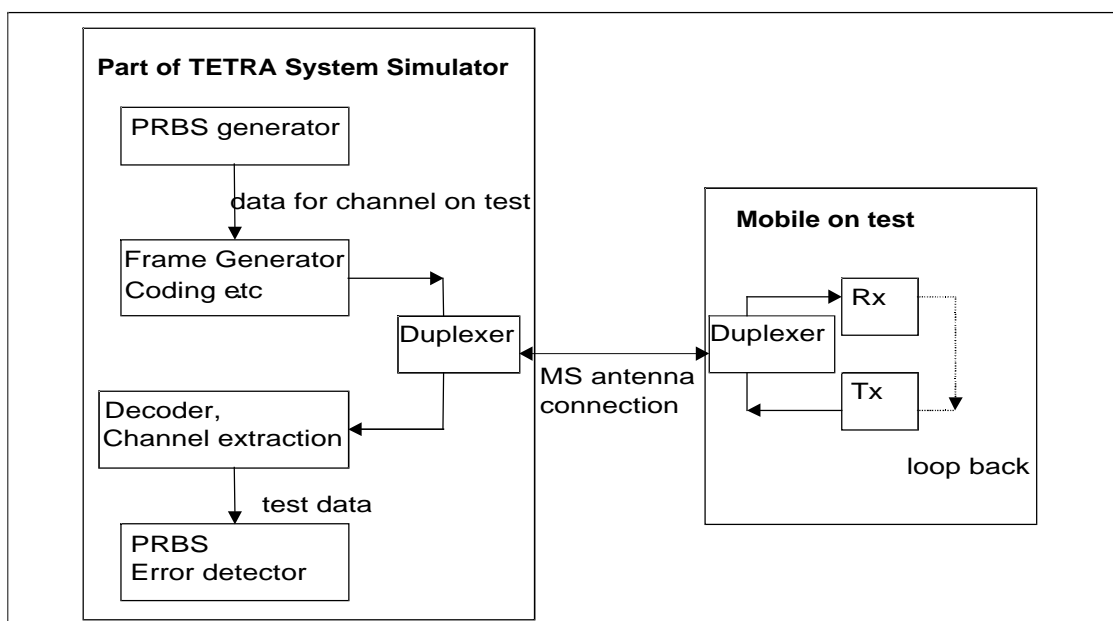 Part of TETRA System Simulator
PRBS generator
data for channel on test
Frame Generator
Coding etc
Duplexer
Decoder,
Channel extraction
test data
PRBS
Error detector
MS antenna
connection
Mobile on test
Rx
Duplexer
Tx
loop back